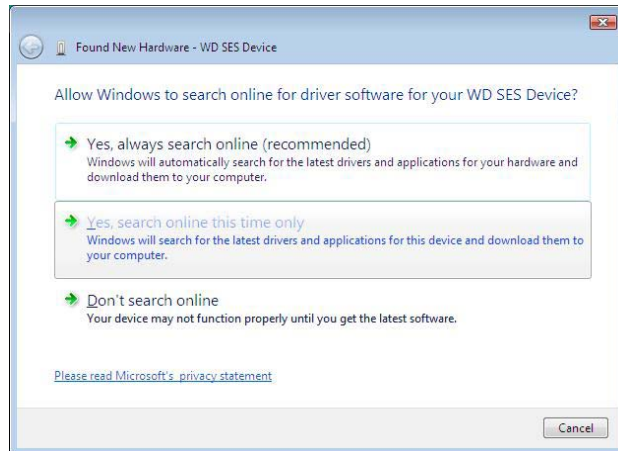 Found New Hardware - WD SES Device
Allow Windows to search online for driver software for your WD SES Device?
Yes, always search online (recommended)
Windows will automatically search for the latest drivers and applications for your hardware and
download them to your computer.
Yes, search online this time only
Windows will search for the latest drivers and applications for this device and download them to
your computer.
Don't search online
Your device may not function properly until you get the latest software.
Please read Microsoft's privacy statement
Cancel